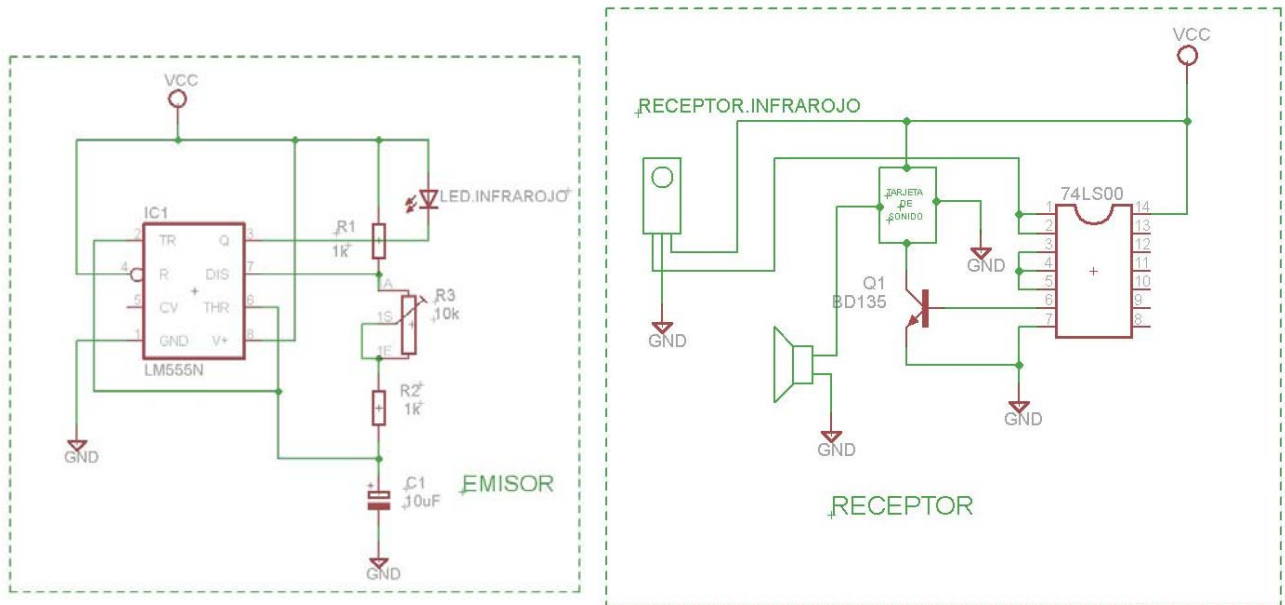 VCC
LED.INFRAROJO
IC1
R1
1k
2 TR Q 3
4 R DIS 7
5 CV THR 6
1 GND V+ 8
LM555N
1A
R3
10k
1S
1E
R2
1k
GND
C1
10uF
EMISOR
GND
VCC
RECEPTOR.INFRAROJO
TARJETA
DE
SONIDO
74LS00
1 14
2 13
3 12
4 11
5 10
6 9
7 8
GND
Q1
BD135
GND
GND
GND
RECEPTOR